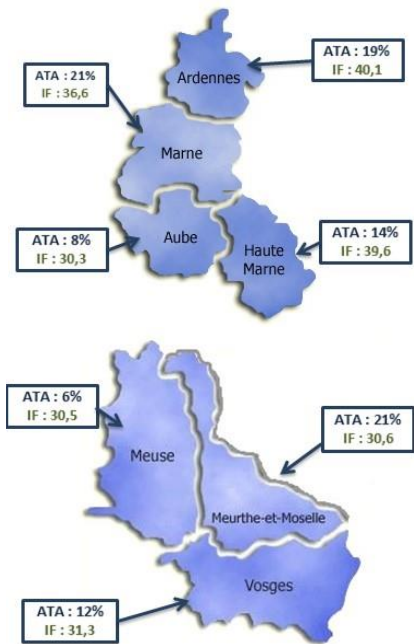 ATA : 19%
IF : 40,1
Ardennes
ATA : 21%
IF : 36,6
Marne
ATA : 8%
IF : 30,3
Aube
Haute
Marne
ATA : 14%
IF : 39,6
ATA : 6%
IF : 30,5
Meuse
ATA : 21%
IF : 30,6
Meurthe-et-Moselle
Vosges
ATA : 12%
IF : 31,3